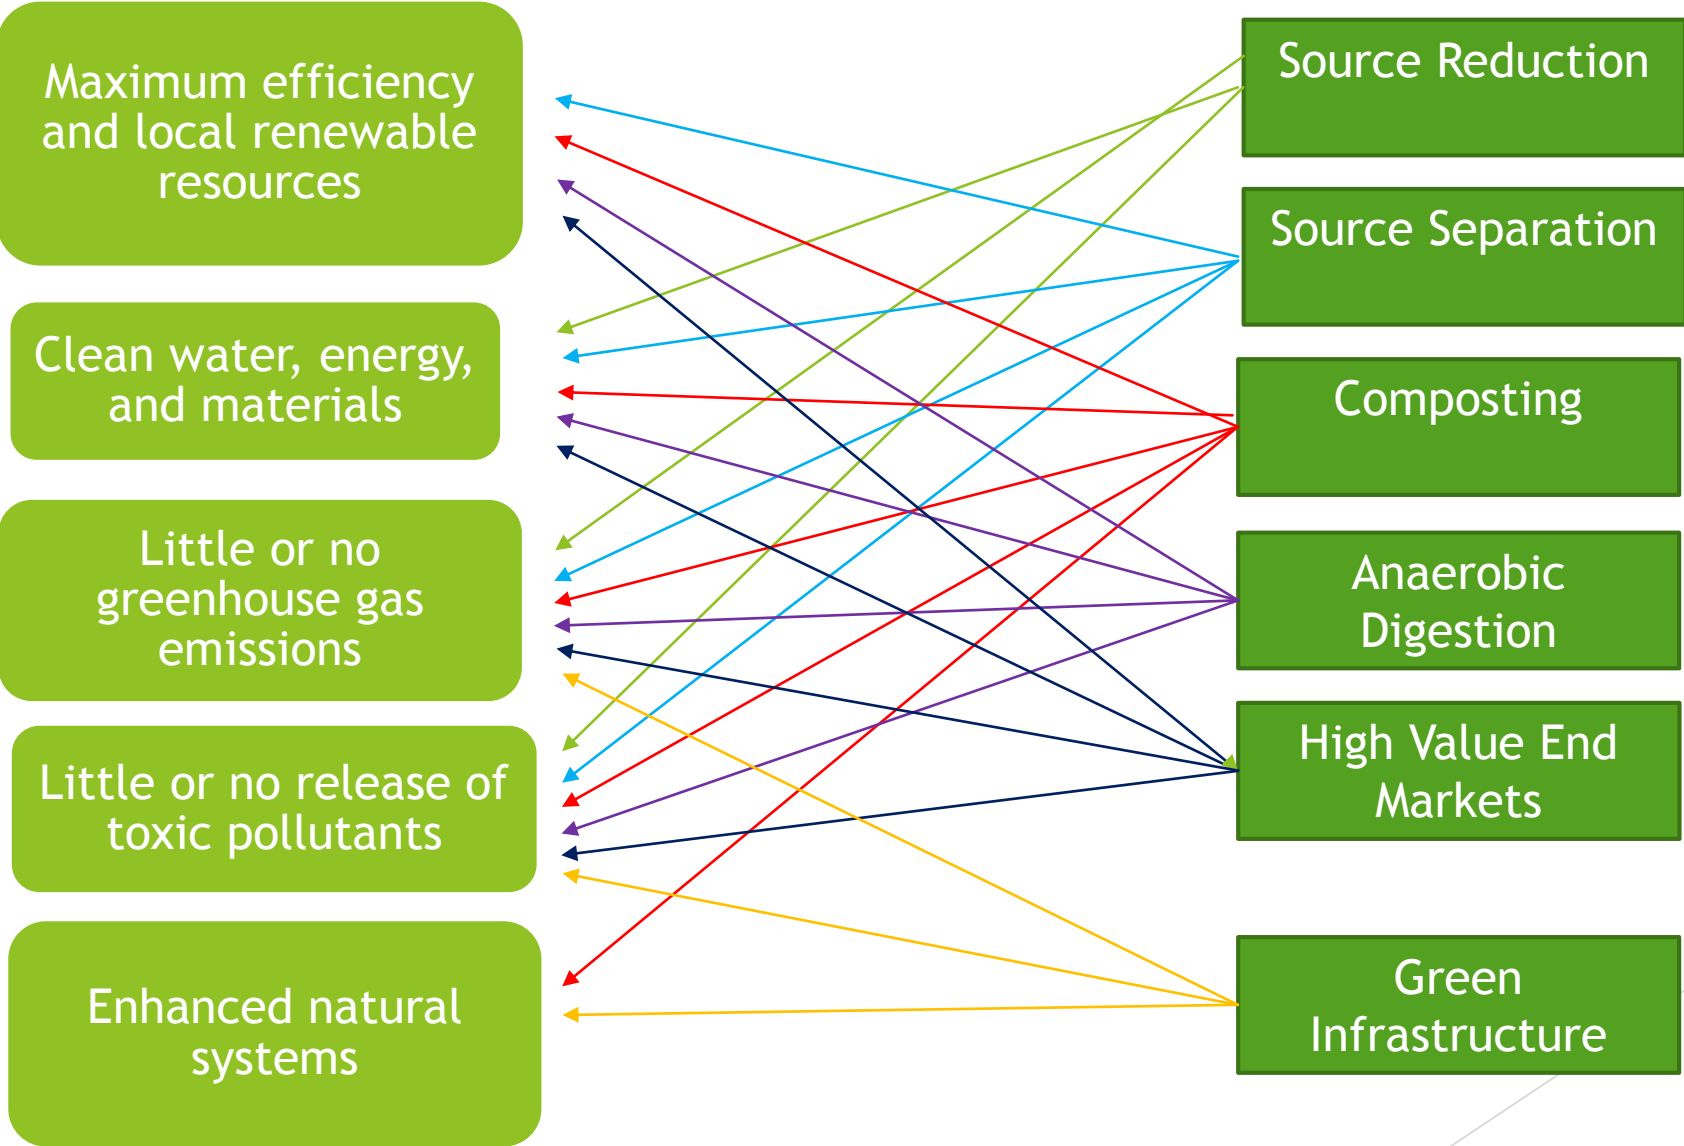 Maximum efficiency
and local renewable
resources
Clean water, energy,
and materials
Little or no
greenhouse gas
emissions
Little or no release of
toxic pollutants
Enhanced natural
systems
Source Reduction
Source Separation
Composting
Anaerobic
Digestion
High Value End
Markets
Green
Infrastructure